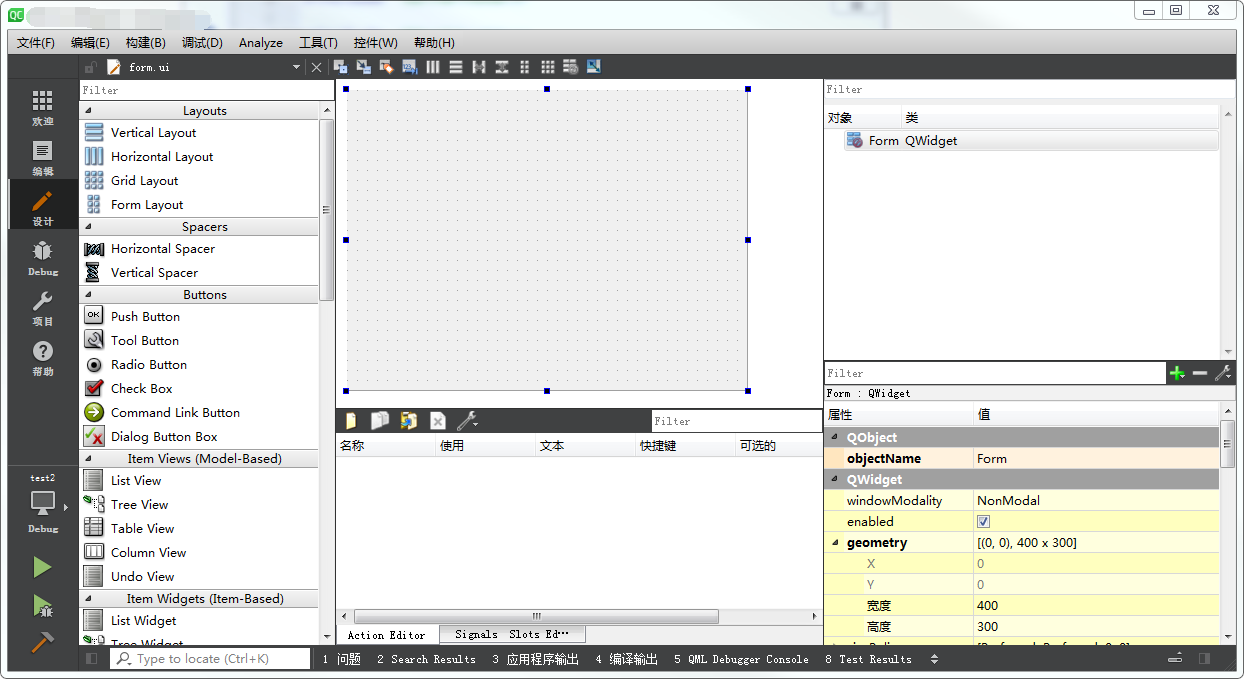 QC
文件(F) 编辑(E) 构建(B) 调试(D) Analyze 工具(T) 控件(W) 帮助(H)
form.ui
欢迎
编辑
设计
Debug
项目
帮助
test2
Debug
Filter
Layouts
Vertical Layout
Horizontal Layout
Grid Layout
Form Layout
Spacers
Horizontal Spacer
Vertical Spacer
Buttons
OK Push Button
Tool Button
Radio Button
Check Box
Command Link Button
Dialog Button Box
Item Views (Model-Based)
List View
Tree View
Table View
Column View
Undo View
Item Widgets (Item-Based)
List Widget
Tree Widget
Filter
名称 使用 文本 快捷键 可选的
Action Editor Signals Slots Ed…
Filter
对象 类
Form QWidget
Filter
Form : QWidget
属性 值
QObject
objectName Form
QWidget
windowModality NonModal
enabled
geometry [(0, 0), 400 x 300]
X 0
Y 0
宽度 400
高度 300
Type to locate (Ctrl+K) 1 问题 2 Search Results 3 应用程序输出 4 编译输出 5 QML Debugger Console 8 Test Results